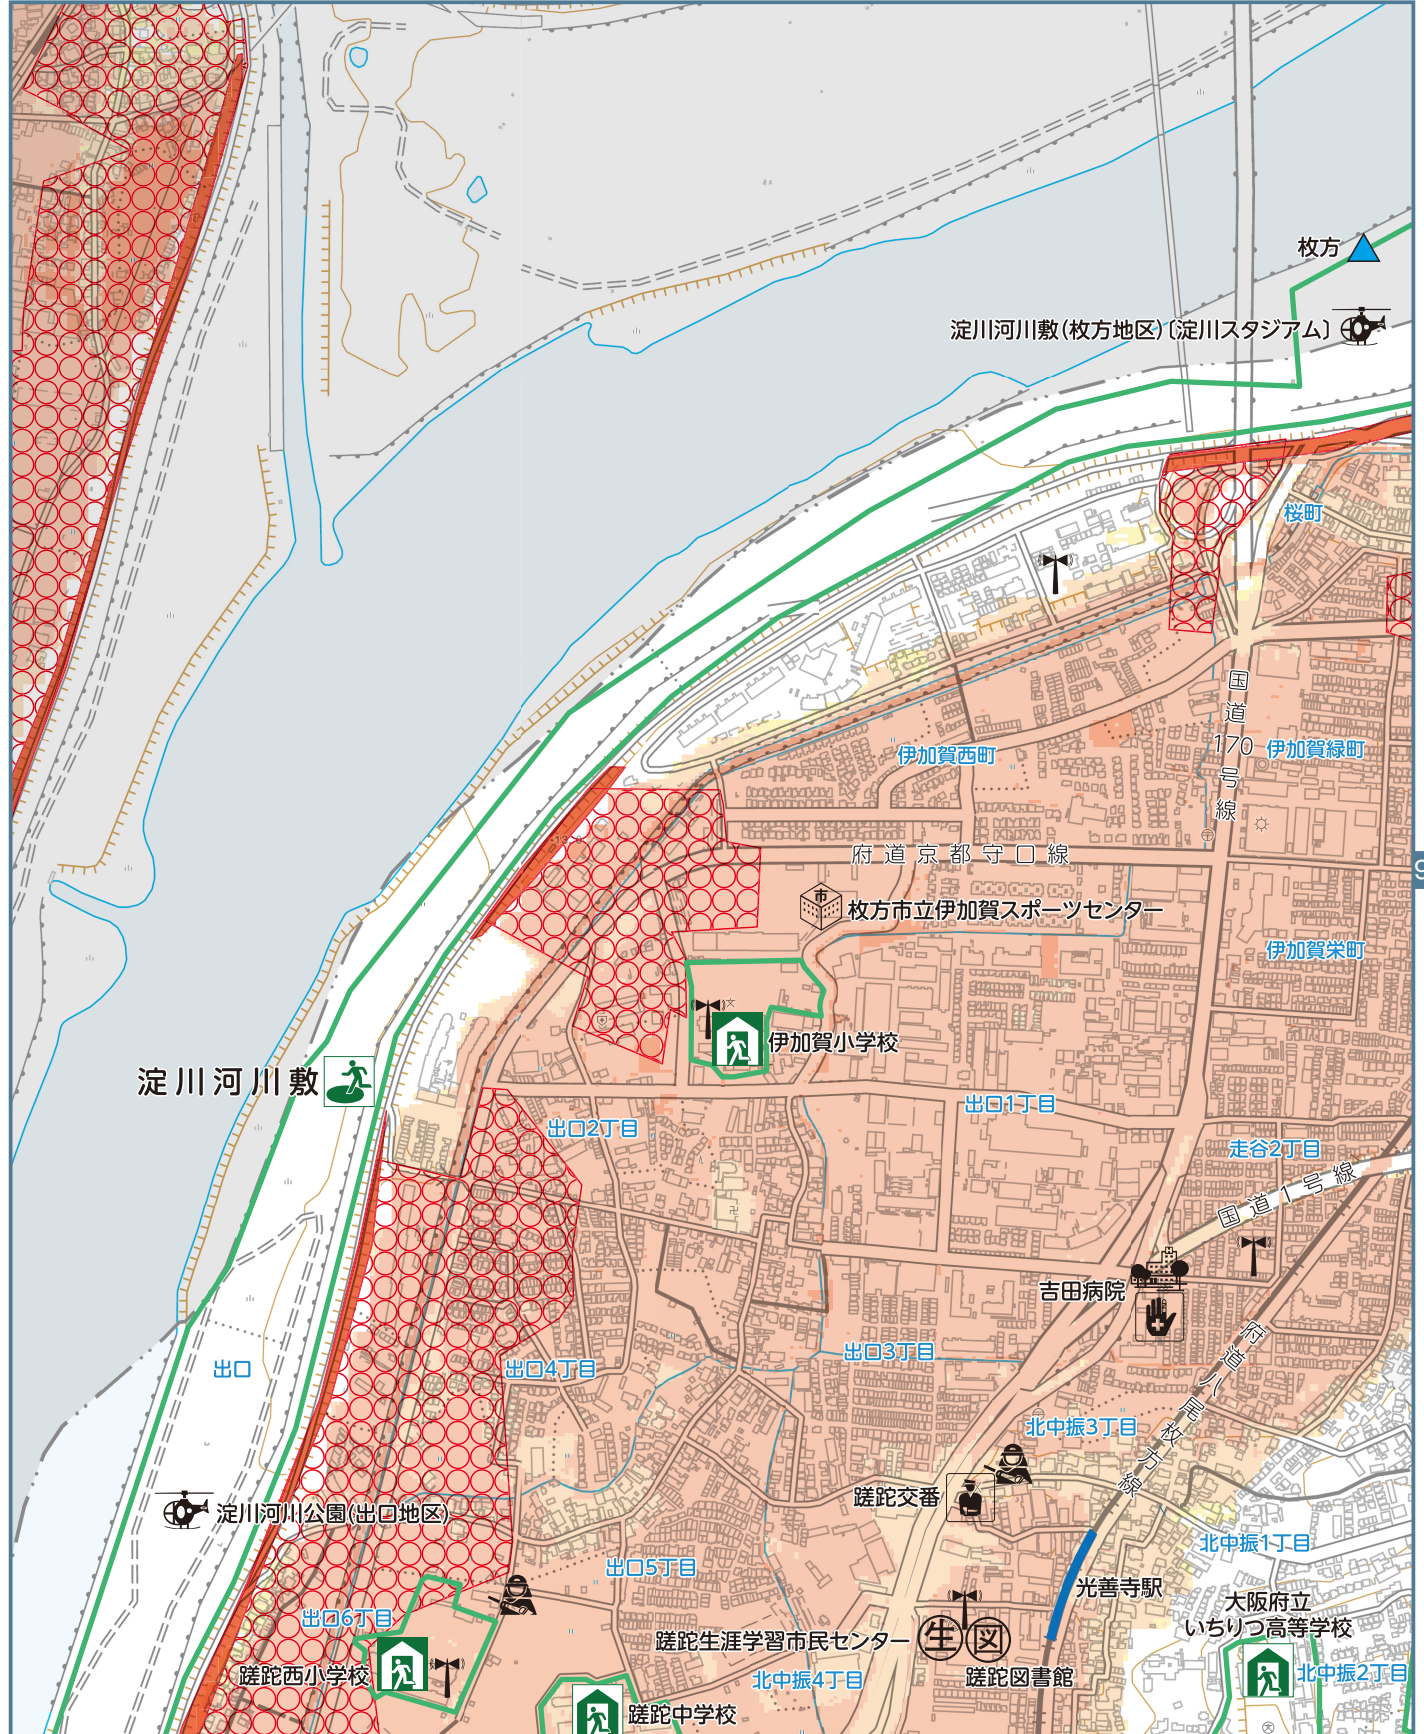 枚方
淀川河川敷(枚方地区)〔淀川スタジアム〕
桜町
国道170号線
伊加賀西町
伊加賀緑町
府道京都守口線
市
枚方市立伊加賀スポーツセンター
9
伊加賀栄町
伊加賀小学校
淀川河川敷
出口1丁目
出口2丁目
走谷2丁目
国道1号線
吉田病院
府道八尾枚方線
出口3丁目
出口
出口4丁目
北中振3丁目
蹉跎交番
淀川河川公園(出口地区)
北中振1丁目
出口5丁目
光善寺駅
大阪府立
いちりつ高等学校
出口6丁目
蹉跎生涯学習市民センター
生
図
蹉跎西小学校
北中振4丁目
蹉跎図書館
北中振2丁目
蹉跎中学校